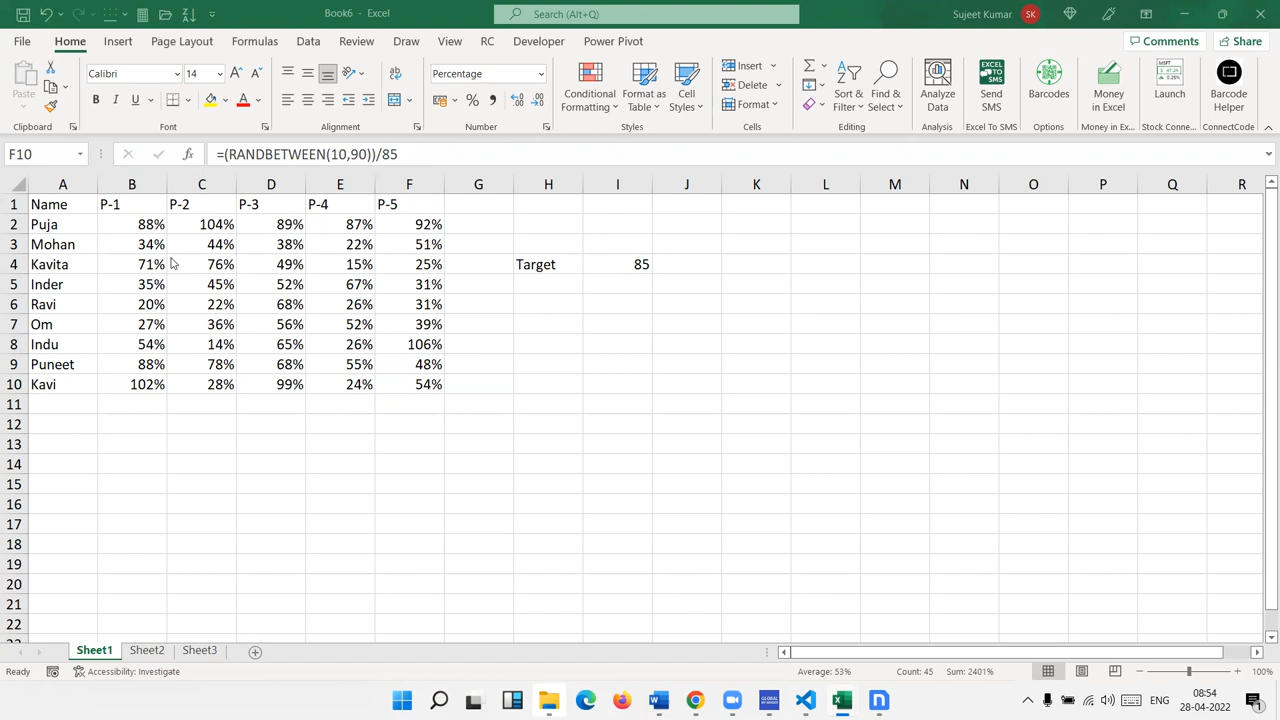 Book6 - Excel
Search (Alt+Q)
Sujeet Kumar SK
File Home Insert Page Layout Formulas Data Review Draw View RC Developer Help Power Pivot
Comments Share
Paste
Calibri 14
B I U
Percentage
Conditional Formatting
Format as Table
Cell Styles
Insert
Delete
Format
Sort & Filter
Find & Select
Analyze Data
Send SMS
Barcodes
Money in Excel
Launch
Barcode Helper
Clipboard Font Alignment Number Styles Cells Editing Analysis Excel To SMS Options Money in Ex... Stock Connec... ConnectCode
F10 fx =(RANDBETWEEN(10,90))/85
A B C D E F G H I J K L M N O P Q R
1 Name P-1 P-2 P-3 P-4 P-5
2 Puja 88% 104% 89% 87% 92%
3 Mohan 34% 44% 38% 22% 51%
4 Kavita 71% 76% 49% 15% 25% Target 85
5 Inder 35% 45% 52% 67% 31%
6 Ravi 20% 22% 68% 26% 31%
7 Om 27% 36% 56% 52% 39%
8 Indu 54% 14% 65% 26% 106%
9 Puneet 88% 78% 68% 55% 48%
10 Kavi 102% 28% 99% 24% 54%
11
12
13
14
15
16
17
18
19
20
21
22
Sheet1 Sheet2 Sheet3
Ready Accessibility: Investigate Average: 53% Count: 45 Sum: 2401% 100%
ENG 08:54
28-04-2022